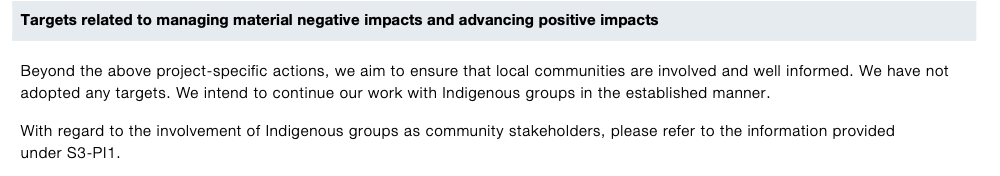 Targets related to managing material negative impacts and advancing positive impacts
Beyond the above project-specific actions, we aim to ensure that local communities are involved and well informed. We have not
adopted any targets. We intend to continue our work with Indigenous groups in the established manner.
With regard to the involvement of Indigenous groups as community stakeholders, please refer to the information provided
under S3-PI1.